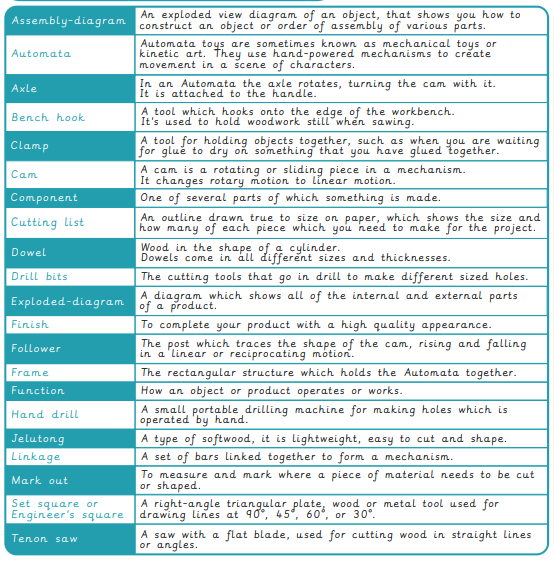 Assembly-diagram
An exploded view diagram of an object, that shows you how to
construct an object or order of assembly of various parts.
Automata
Automata toys are sometimes known as mechanical toys or
kinetic art. They use hand-powered mechanisms to create
movement in a scene of characters.
Axle
In an Automata the axle rotates, turning the cam with it.
It is attached to the handle.
Bench hook
A tool which hooks onto the edge of the workbench.
It's used to hold woodwork still when sawing.
Clamp
A tool for holding objects together, such as when you are waiting
for glue to dry on something that you have glued together.
Cam
A cam is a rotating or sliding piece in a mechanism.
It changes rotary motion to linear motion.
Component
One of several parts of which something is made.
Cutting list
An outline drawn true to size on paper, which shows the size and
how many of each piece which you need to make for the project.
Dowel
Wood in the shape of a cylinder.
Dowels come in all different sizes and thicknesses.
Drill bits
The cutting tools that go in drill to make different sized holes.
Exploded-diagram
A diagram which shows all of the internal and external parts
of a product.
Finish
To complete your product with a high quality appearance.
Follower
The post which traces the shape of the cam, rising and falling
in a linear or reciprocating motion.
Frame
The rectangular structure which holds the Automata together.
Function
How an object or product operates or works.
Hand drill
A small portable drilling machine for making holes which is
operated by hand.
Jelutong
A type of softwood, it is lightweight, easy to cut and shape.
Linkage
A set of bars linked together to form a mechanism.
Mark out
To measure and mark where a piece of material needs to be cut
or shaped.
Set square or
Engineer's square
A right-angle triangular plate, wood or metal tool used for
drawing lines at 90°, 45°, 60°, or 30°.
Tenon saw
A saw with a flat blade, used for cutting wood in straight lines
or angles.